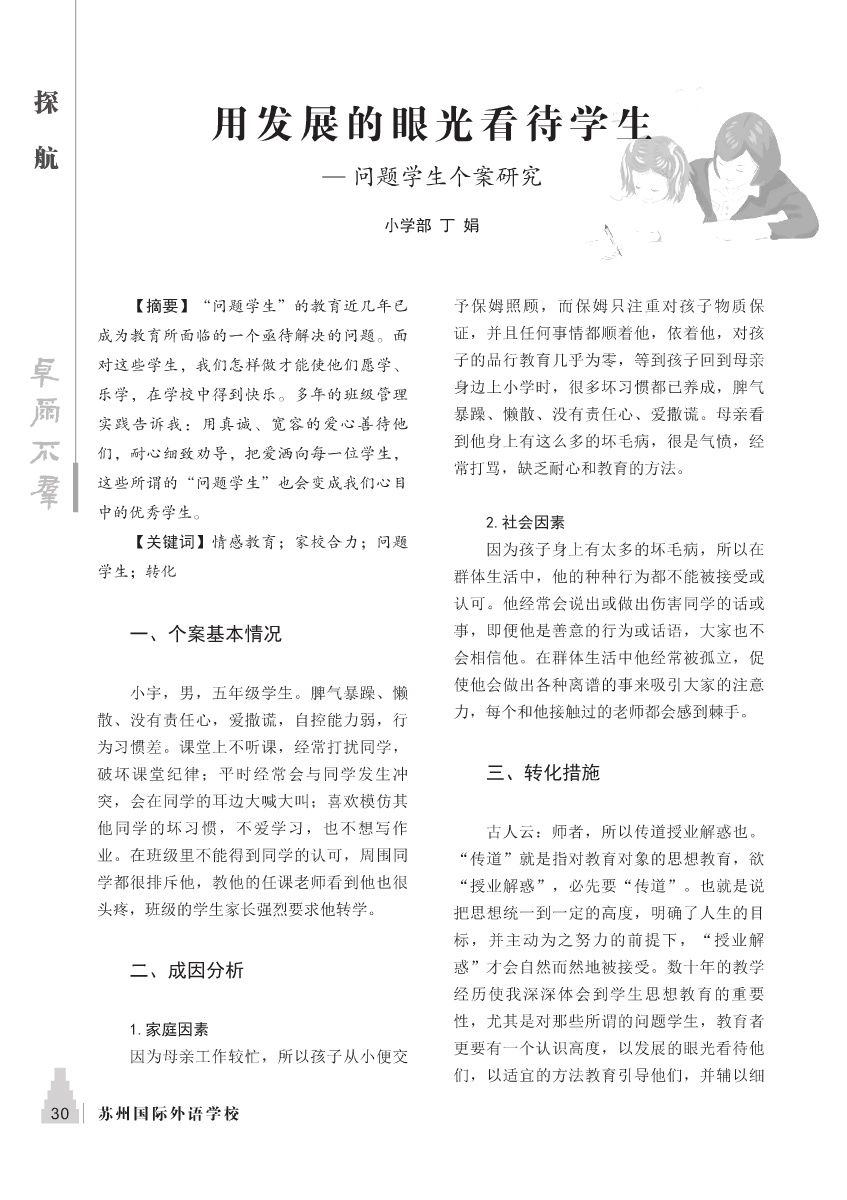 探
航
卓尔不群
用发展的眼光看待学生
— 问题学生个案研究
小学部 丁 娟
【摘要】“问题学生”的教育近几年已
成为教育所面临的一个亟待解决的问题。面
对这些学生，我们怎样做才能使他们愿学、
乐学，在学校中得到快乐。多年的班级管理
实践告诉我：用真诚、宽容的爱心善待他
们，耐心细致劝导，把爱洒向每一位学生，
这些所谓的“问题学生”也会变成我们心目
中的优秀学生。
【关键词】情感教育；家校合力；问题
学生；转化
一、个案基本情况
小宇，男，五年级学生。脾气暴躁、懒
散、没有责任心，爱撒谎，自控能力弱，行
为习惯差。课堂上不听课，经常打扰同学，
破坏课堂纪律；平时经常会与同学发生冲
突，会在同学的耳边大喊大叫；喜欢模仿其
他同学的坏习惯，不爱学习，也不想写作
业。在班级里不能得到同学的认可，周围同
学都很排斥他，教他的任课老师看到他也很
头疼，班级的学生家长强烈要求他转学。
二、成因分析
1.家庭因素
因为母亲工作较忙，所以孩子从小便交
予保姆照顾，而保姆只注重对孩子物质保
证，并且任何事情都顺着他，依着他，对孩
子的品行教育几乎为零，等到孩子回到母亲
身边上小学时，很多坏习惯都已养成，脾气
暴躁、懒散、没有责任心、爱撒谎。母亲看
到他身上有这么多的坏毛病，很是气愤，经
常打骂，缺乏耐心和教育的方法。
2.社会因素
因为孩子身上有太多的坏毛病，所以在
群体生活中，他的种种行为都不能被接受或
认可。他经常会说出或做出伤害同学的话或
事，即便他是善意的行为或话语，大家也不
会相信他。在群体生活中他经常被孤立，促
使他会做出各种离谱的事来吸引大家的注意
力，每个和他接触过的老师都会感到棘手。
三、转化措施
古人云：师者，所以传道授业解惑也。
“传道”就是指对教育对象的思想教育，欲
“授业解惑”，必先要“传道”。也就是说
把思想统一到一定的高度，明确了人生的目
标，并主动为之努力的前提下，“授业解
惑”才会自然而然地被接受。数十年的教学
经历使我深深体会到学生思想教育的重要
性，尤其是对那些所谓的问题学生，教育者
更要有一个认识高度，以发展的眼光看待他
们，以适宜的方法教育引导他们，并辅以细
30 苏州国际外语学校